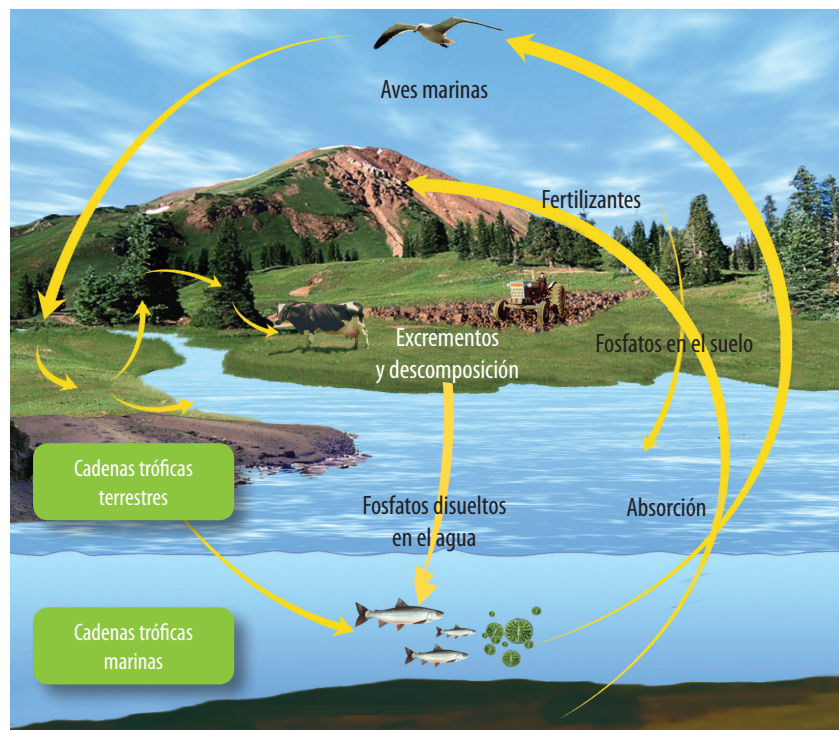 Aves marinas
Fertilizantes
Excrementos
y descomposición
Fosfatos en el suelo
Cadenas tróficas
terrestres
Fosfatos disueltos
en el agua
Absorción
Cadenas tróficas
marinas